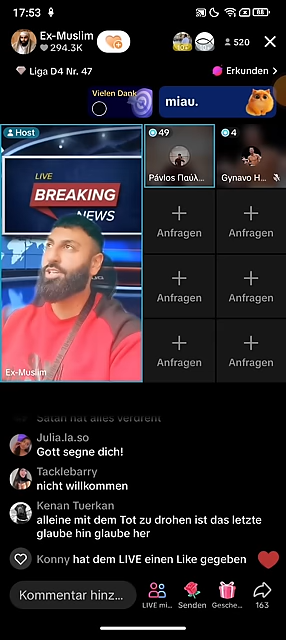 17:53
88
Ex-Muslim
294.3K
520
Liga D4 Nr. 47
Erkunden >
Vielen Dank
miau.
Host
49
4
LIVE
BREAKING
NEWS
Pávlos Παύλ...
Gynavo H...
Anfragen
Anfragen
Anfragen
Anfragen
Anfragen
Anfragen
Ex-Muslim
Satan hat alles verdreht
Julia.la.so
Gott segne dich!
Tacklebarry
nicht willkommen
Kenan Tuerkan
alleine mit dem Tot zu drohen ist das letzte
glaube hin glaube her
Konny hat dem LIVE einen Like gegeben
Kommentar hinz...
LIVE mi...
Senden
Gesche...
163